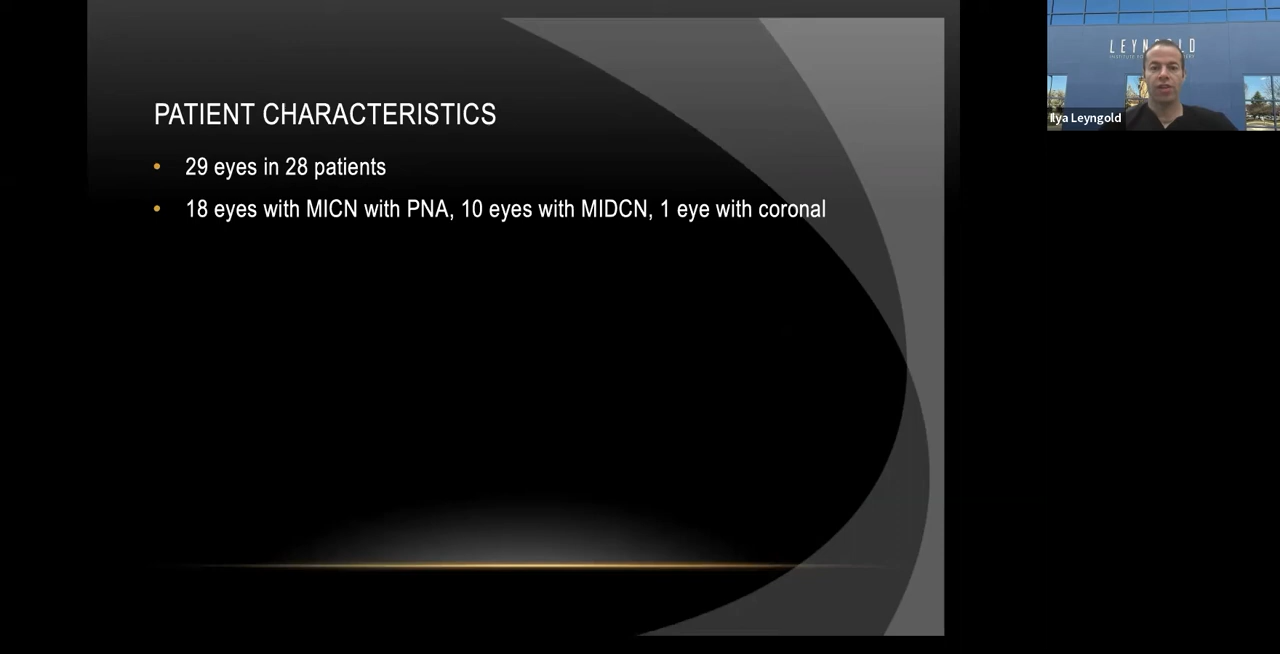 PATIENT CHARACTERISTICS
• 29 eyes in 28 patients
• 18 eyes with MICN with PNA, 10 eyes with MIDCN, 1 eye with coronal
LEYNGOLD
Ilya Leyngold